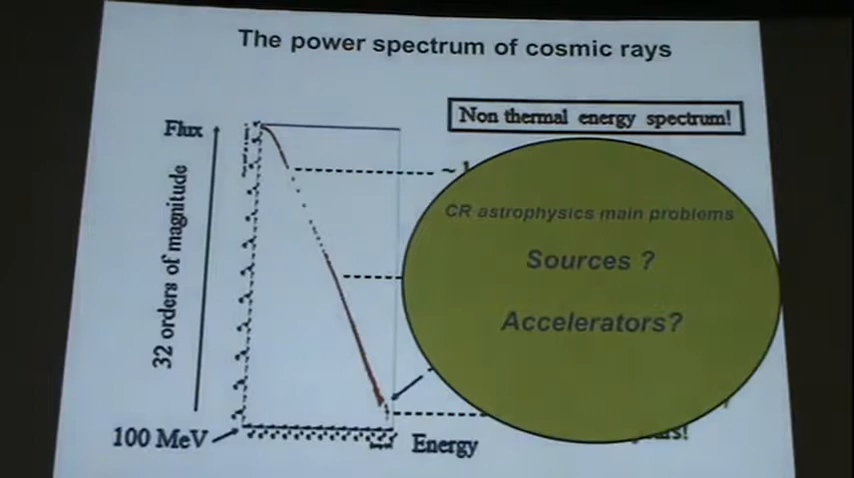 The power spectrum of cosmic rays
Flux
Non thermal energy spectrum!
32 orders of magnitude
CR astrophysics main problems
Sources ?
Accelerators?
100 MeV
Energy